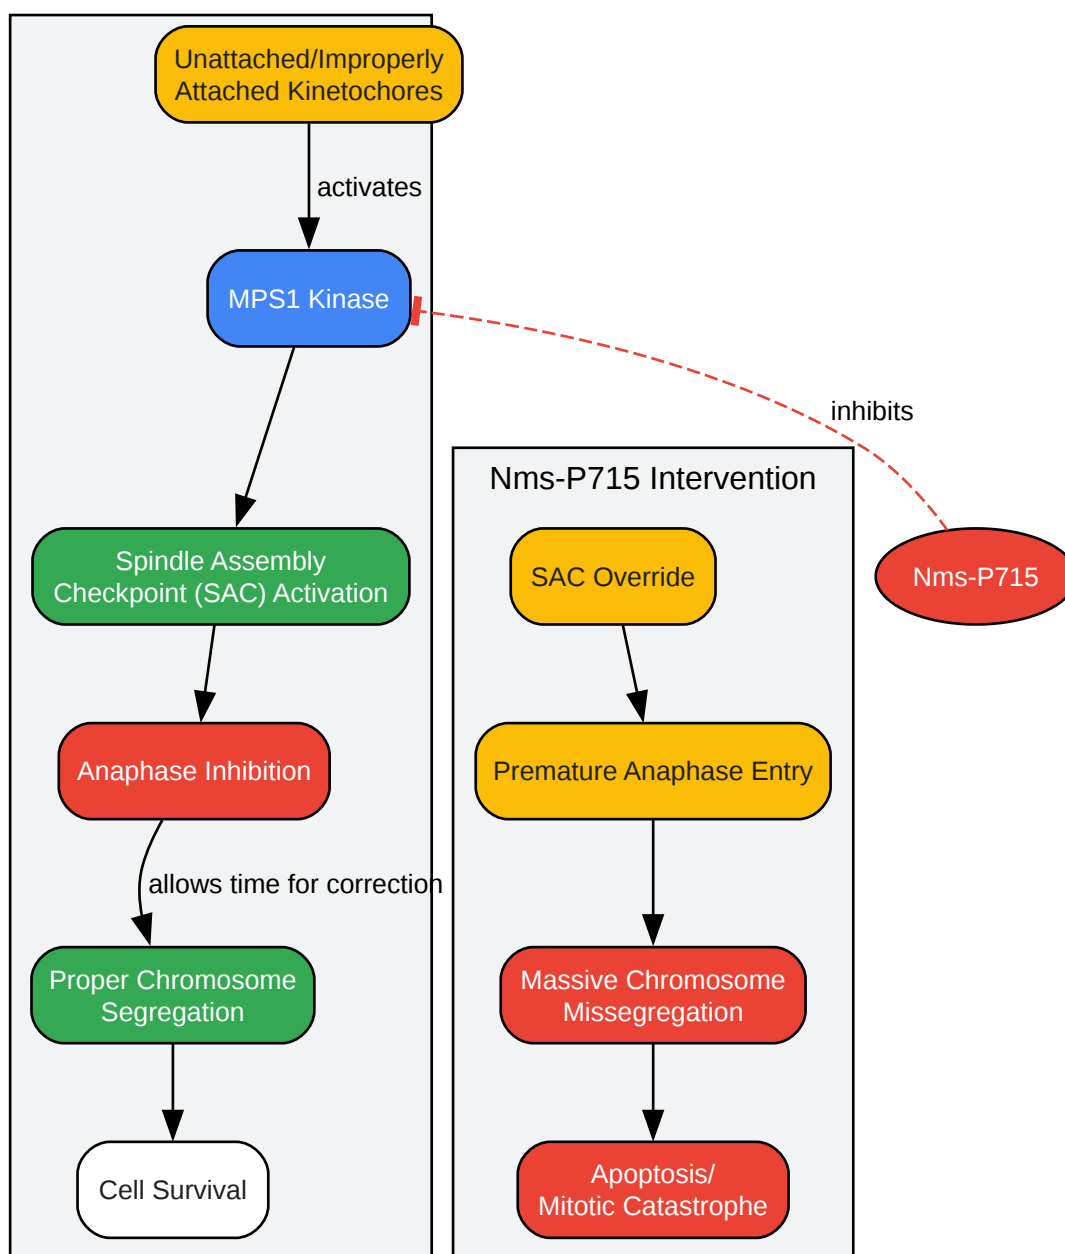 Unattached/Improperly
Attached Kinetochores
activates
MPS1 Kinase
inhibits
Nms-P715 Intervention
Spindle Assembly
Checkpoint (SAC) Activation
SAC Override
Nms-P715
Anaphase Inhibition
Premature Anaphase Entry
allows time for correction
Proper Chromosome
Segregation
Massive Chromosome
Missegregation
Cell Survival
Apoptosis/
Mitotic Catastrophe